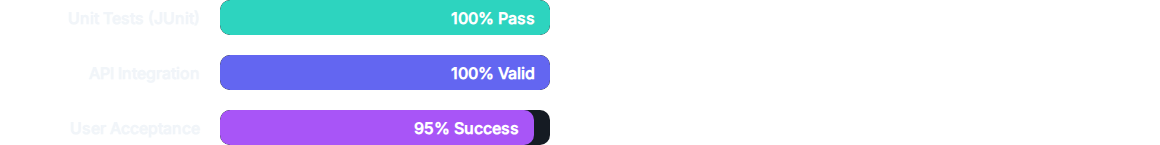 Unit Tests (JUnit) 100% Pass
API Integration 100% Valid
User Acceptance 95% Success